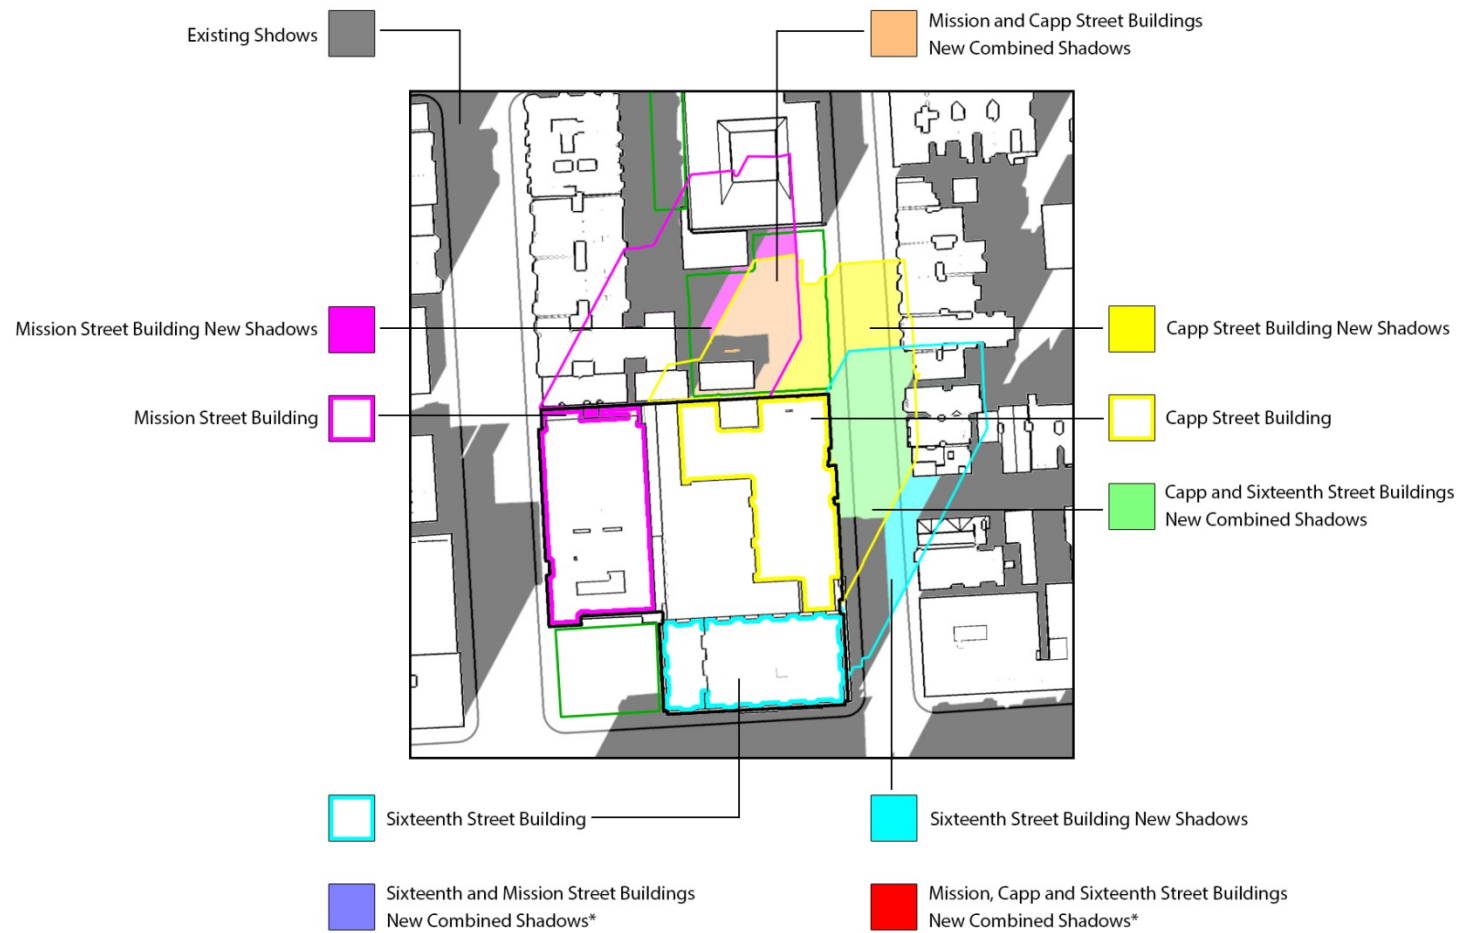 Existing Shdows
Mission and Capp Street Buildings
New Combined Shadows
Mission Street Building New Shadows
Capp Street Building New Shadows
Mission Street Building
Capp Street Building
Capp and Sixteenth Street Buildings
New Combined Shadows
Sixteenth Street Building
Sixteenth Street Building New Shadows
Sixteenth and Mission Street Buildings
New Combined Shadows*
Mission, Capp and Sixteenth Street Buildings
New Combined Shadows*